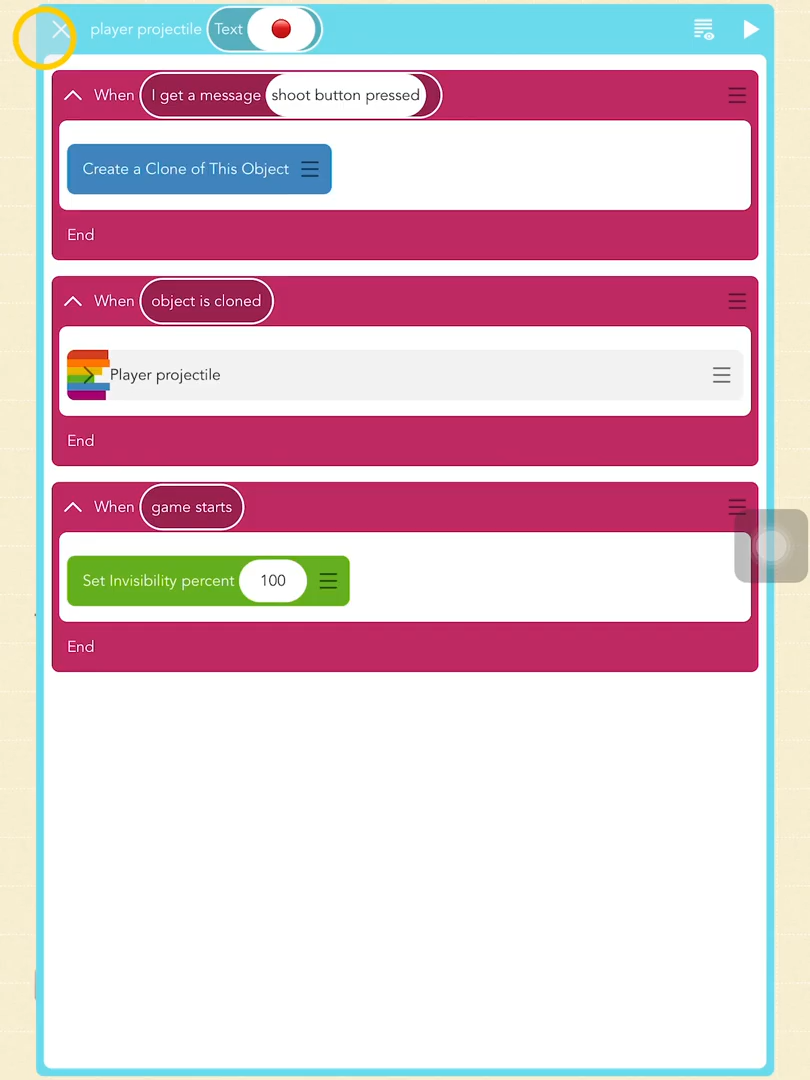 player projectile Text
When I get a message shoot button pressed
Create a Clone of This Object
End
When object is cloned
Player projectile
End
When game starts
Set Invisibility percent 100
End